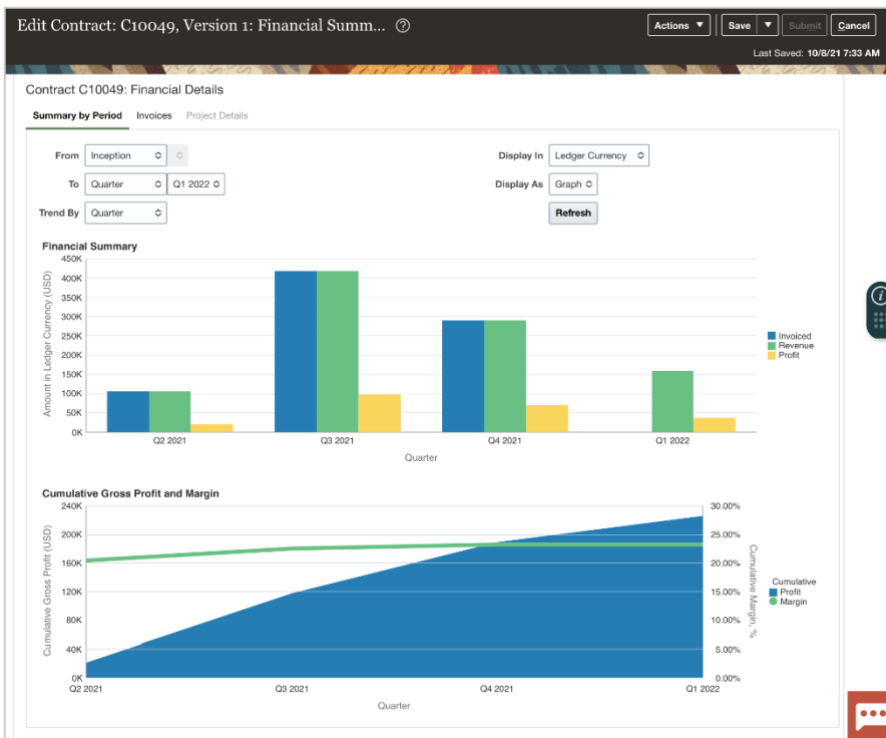 Edit Contract: C10049, Version 1: Financial Summ... ?
Actions Save Submit Cancel
Last Saved: 10/8/21 7:33 AM
Contract C10049: Financial Details
Summary by Period Invoices Project Details
From Inception Display In Ledger Currency
To Quarter Q1 2022 Display As Graph
Trend By Quarter Refresh
Financial Summary
Amount in Ledger Currency (USD)
450K
400K
350K
300K
250K
200K
150K
100K
50K
0K
Q2 2021 Q3 2021 Q4 2021 Q1 2022
Quarter
Invoiced
Revenue
Profit
Cumulative Gross Profit and Margin
Cumulative Gross Profit (USD)
240K 30.00%
200K 25.00%
160K 20.00%
120K 15.00%
80K 10.00%
40K 5.00%
0K 0.00%
Cumulative Margin, %
Q2 2021 Q3 2021 Q4 2021 Q1 2022
Quarter
Cumulative
Profit
Margin
i